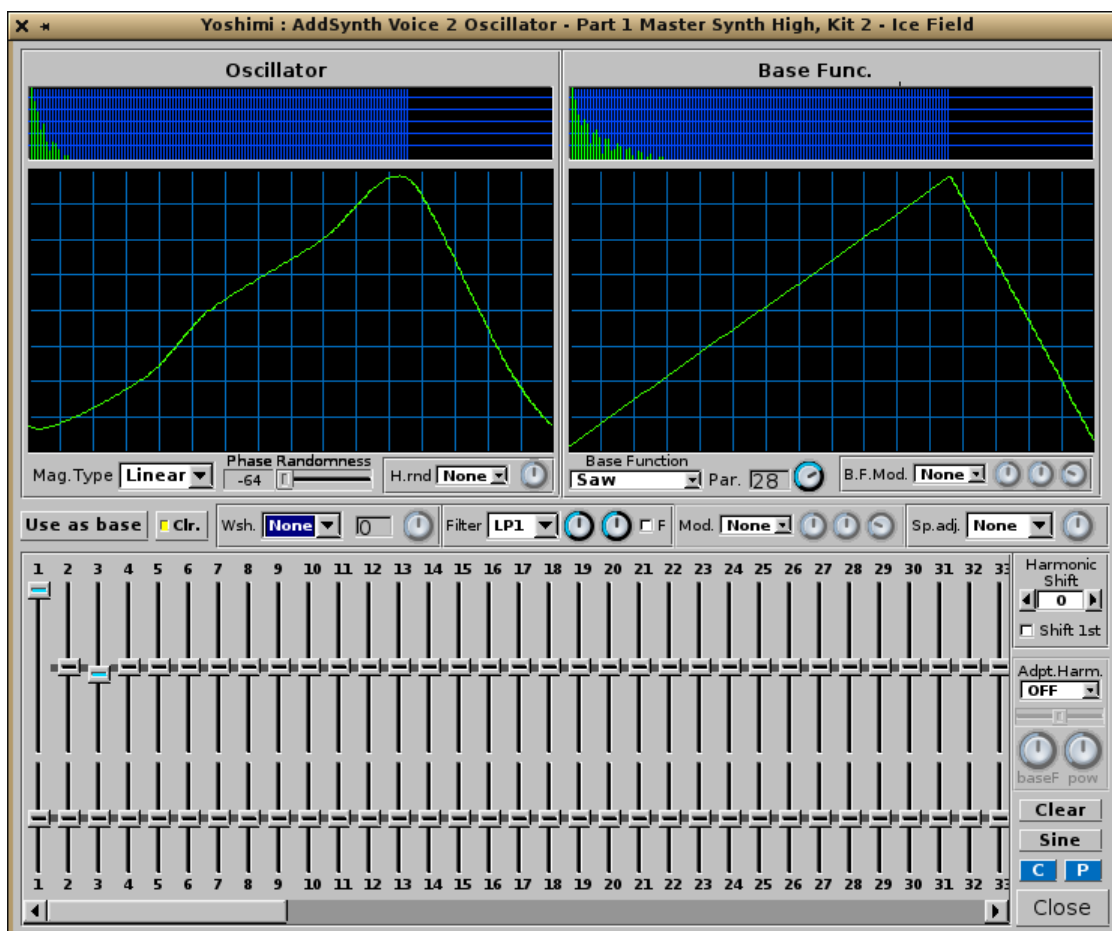 Yoshimi : AddSynth Voice 2 Oscillator - Part 1 Master Synth High, Kit 2 - Ice Field
Oscillator
Base Func.
Mag.Type Linear
Phase Randomness
-64
H.rnd None
Base Function
Saw
Par. 28
B.F.Mod. None
Use as base
Clr.
Wsh. None 0
Filter LP1 F
Mod. None
Sp.adj. None
1 2 3 4 5 6 7 8 9 10 11 12 13 14 15 16 17 18 19 20 21 22 23 24 25 26 27 28 29 30 31 32 33
Harmonic
Shift
0
Shift 1st
Adpt.Harm.
OFF
baseF pow
Clear
Sine
C P
1 2 3 4 5 6 7 8 9 10 11 12 13 14 15 16 17 18 19 20 21 22 23 24 25 26 27 28 29 30 31 32 33
Close